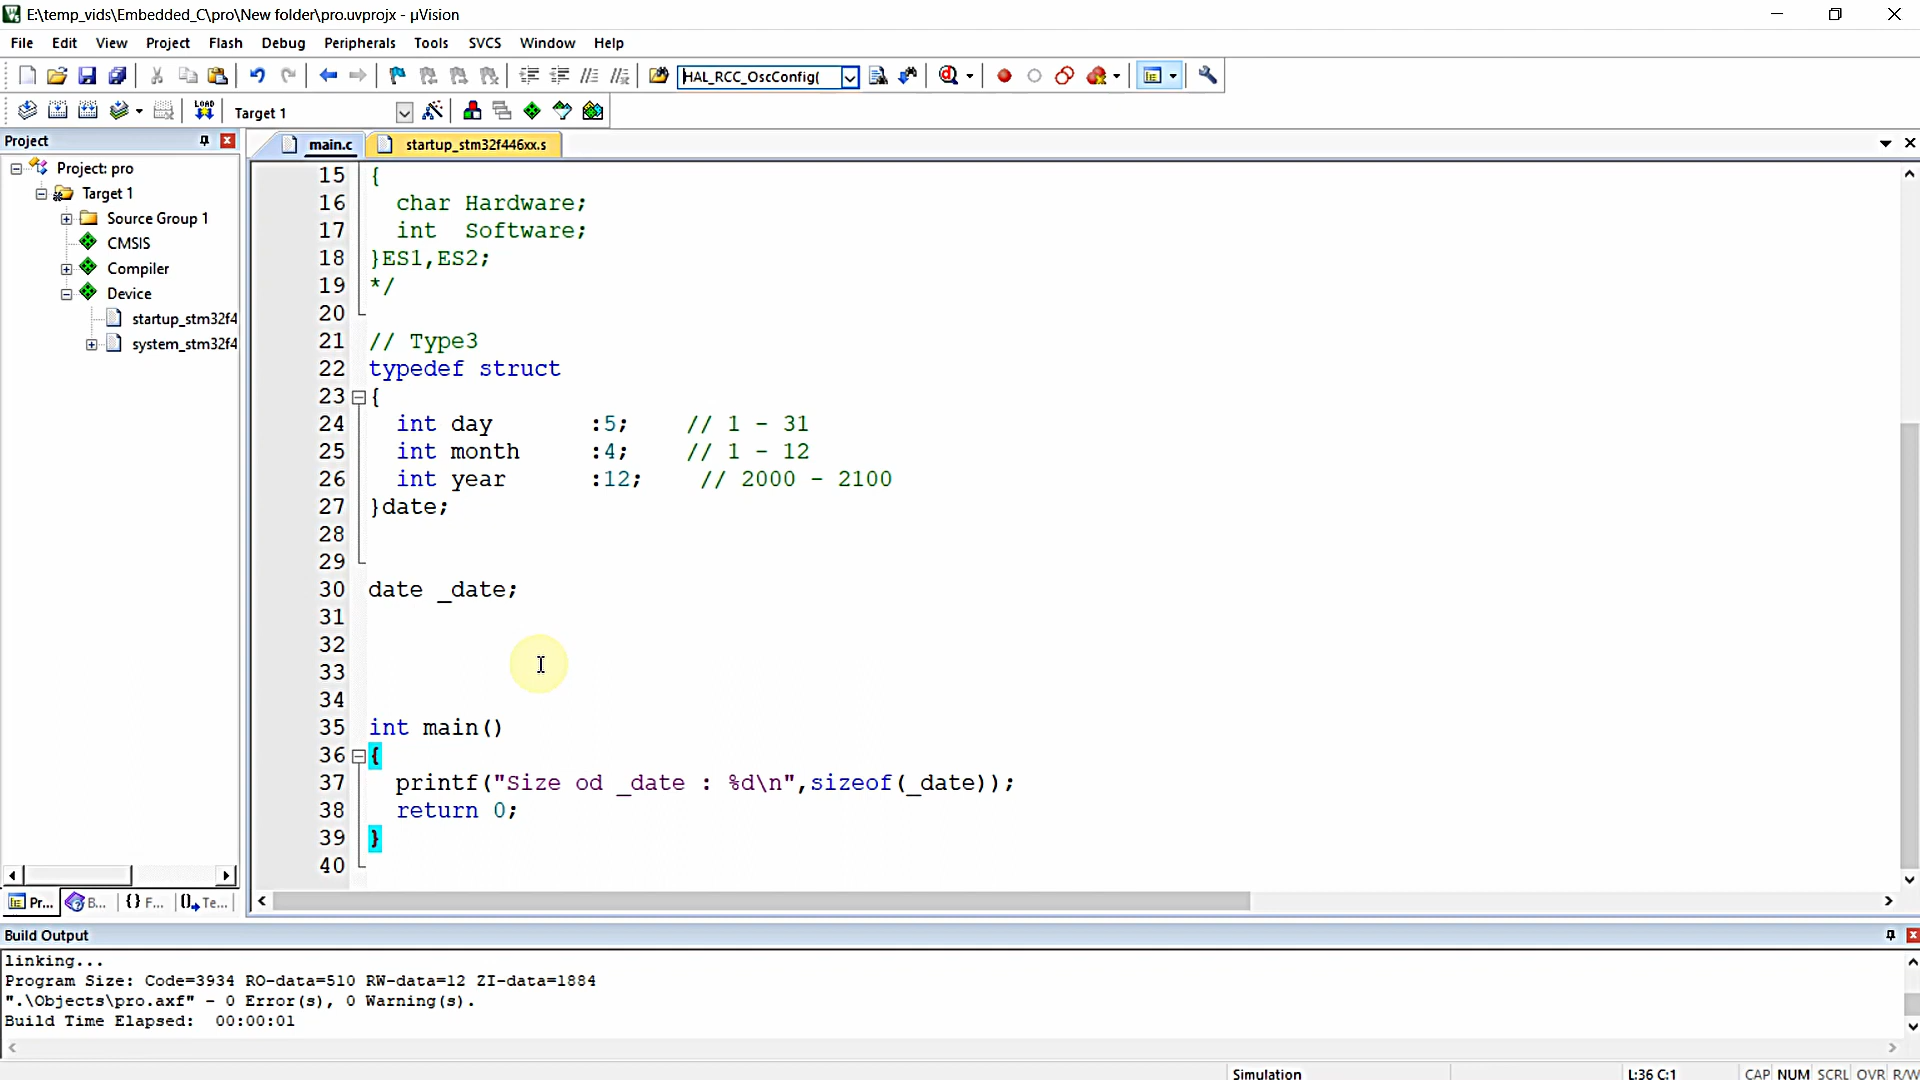 E:\temp_vids\Embedded_C\pro\New folder\pro.uvprojx - µVision
File Edit View Project Flash Debug Peripherals Tools SVCS Window Help
HAL_RCC_OscConfig(
LOAD
Target 1
Project
main.c
startup_stm32f446xx.s
Project: pro
Target 1
Source Group 1
CMSIS
Compiler
Device
startup_stm32f4
system_stm32f4
Pr... B... {} F... Te...
15 {
16 char Hardware;
17 int Software;
18 }ES1,ES2;
19 */
20
21 // Type3
22 typedef struct
23 {
24 int day :5; // 1 - 31
25 int month :4; // 1 - 12
26 int year :12; // 2000 - 2100
27 }date;
28
29
30 date _date;
31
32
33
34
35 int main()
36 {
37 printf("Size od _date : %d\n",sizeof(_date));
38 return 0;
39 }
40
Build Output
linking...
Program Size: Code=3934 RO-data=510 RW-data=12 ZI-data=1884
".\Objects\pro.axf" - 0 Error(s), 0 Warning(s).
Build Time Elapsed: 00:00:01
Simulation L:36 C:1 CAP NUM SCRL OVR R/W